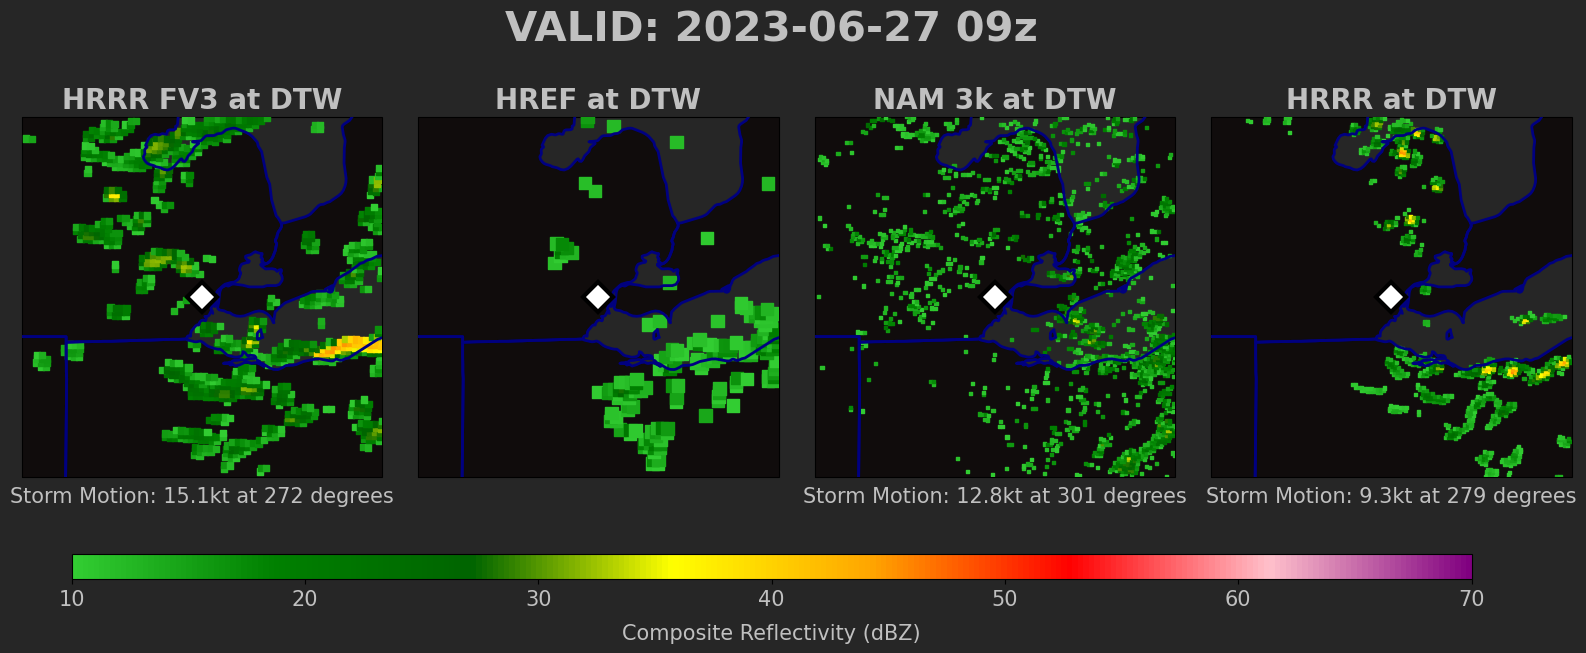 VALID: 2023-06-27 09z
HRRR FV3 at DTW
HREF at DTW
NAM 3k at DTW
HRRR at DTW
Storm Motion: 15.1kt at 272 degrees
Storm Motion: 12.8kt at 301 degrees
Storm Motion: 9.3kt at 279 degrees
10 20 30 40 50 60 70
Composite Reflectivity (dBZ)